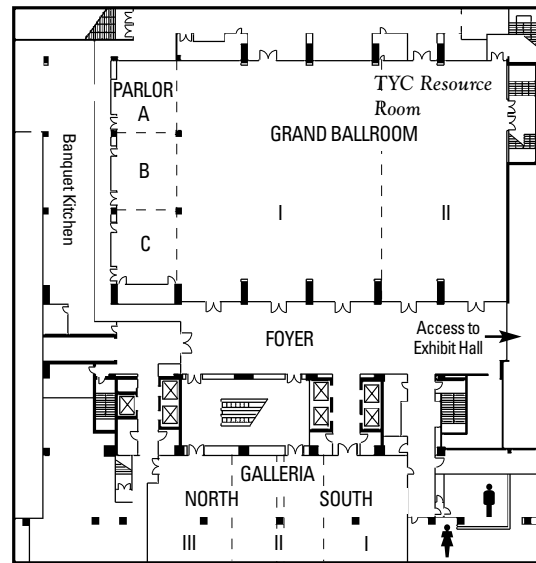 TYC Resource
Room
PARLOR
A
GRAND BALLROOM
B
Banquet Kitchen
I
II
C
FOYER
Access to
Exhibit Hall
GALLERIA
NORTH
SOUTH
III
II
I